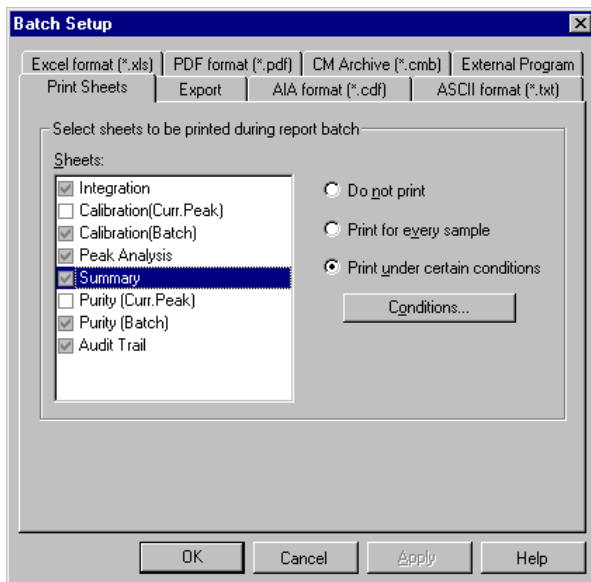 Batch Setup
Excel format (*.xls) PDF format (*.pdf) CM Archive (*.cmb) External Program
Print Sheets Export AIA format (*.cdf) ASCII format (*.txt)
Select sheets to be printed during report batch
Sheets:
Integration
Calibration(Curr.Peak)
Calibration(Batch)
Peak Analysis
Summary
Purity (Curr.Peak)
Purity (Batch)
Audit Trail
Do not print
Print for every sample
Print under certain conditions
Conditions...
OK Cancel Apply Help